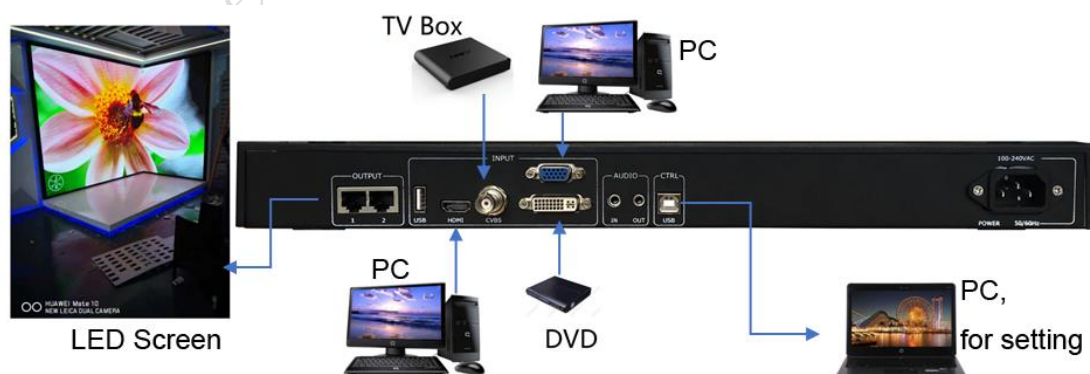 TV Box
PC
100-240VAC
INPUT
OUTPUT
AUDIO
CTRL
1
2
USB
HDMI
CVBS
IN
OUT
USB
POWER
50/60Hz
PC
DVD
PC,
for setting
HUAWEI Mate 10
NEW LEICA DUAL CAMERA
LED Screen